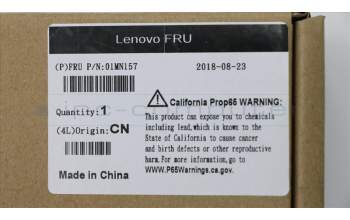 Lenovo FRU
(P)FRU P/N:01MN157
2018-08-23
Quantity:1
(4L)Origin:CN
Made in China
California Prop65 WARNING:
This product can expose you to chemicals
including lead,which is known to the
State of California to cause cancer
and birth defects or other reproductive
harm.For more information go to
WWW.P65Warnings.ca.gov